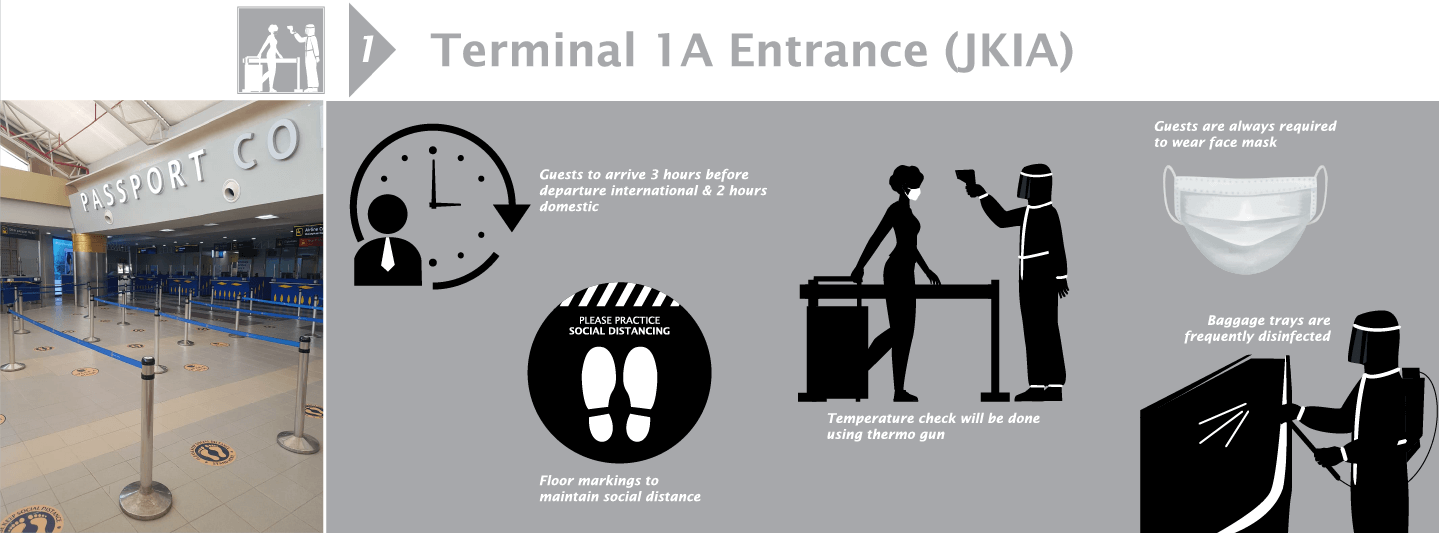 1
Terminal 1A Entrance (JKIA)
PASSPORT CO
Guests to arrive 3 hours before
departure international & 2 hours
domestic
PLEASE PRACTICE
SOCIAL DISTANCING
Floor markings to
maintain social distance
Temperature check will be done
using thermo gun
Guests are always required
to wear face mask
Baggage trays are
frequently disinfected